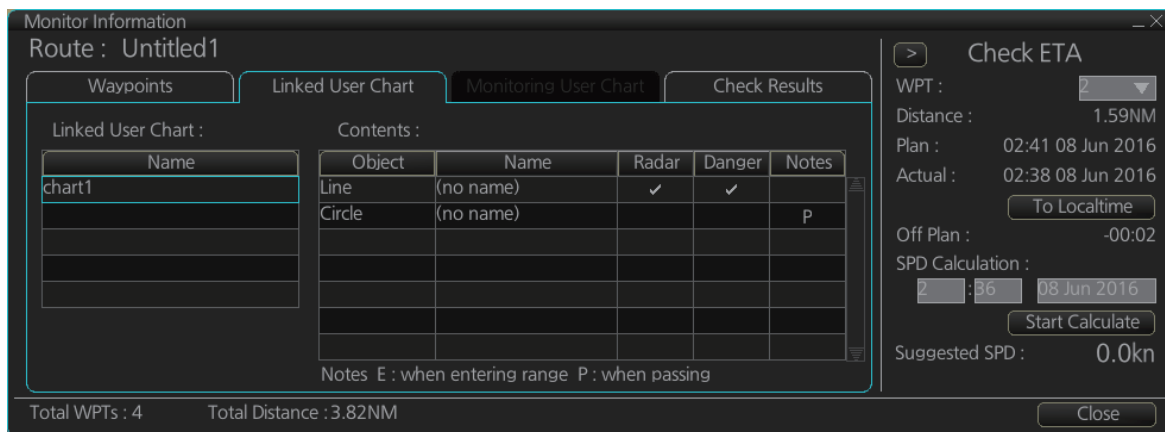 Monitor Information
Route : Untitled1
Waypoints Linked User Chart Monitoring User Chart Check Results
Linked User Chart : Contents :
Name Object Name Radar Danger Notes
chart1 Line (no name) ✓ ✓
Circle (no name) P
Notes E : when entering range P : when passing
Total WPTs : 4 Total Distance : 3.82NM
> Check ETA
WPT : 2
Distance : 1.59NM
Plan : 02:41 08 Jun 2016
Actual : 02:38 08 Jun 2016
To Localtime
Off Plan : -00:02
SPD Calculation :
2 : 36 08 Jun 2016
Start Calculate
Suggested SPD : 0.0kn
Close